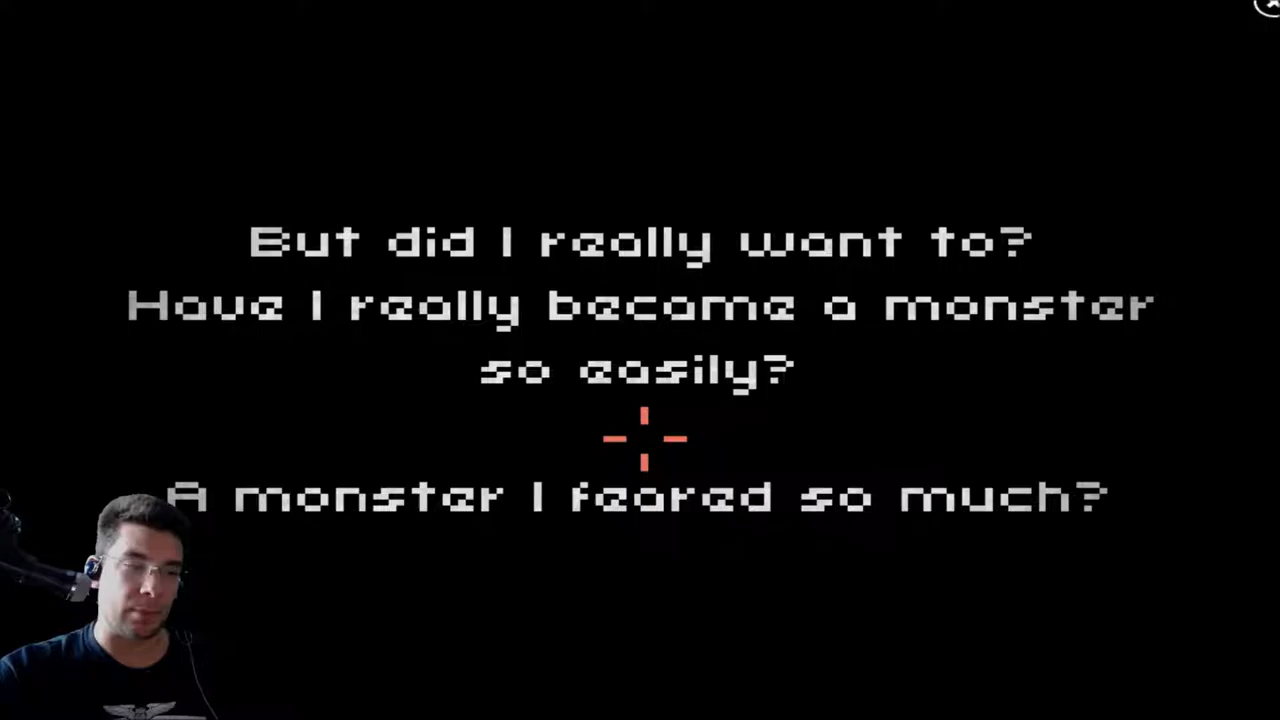 But did I really want to?
Have I really became a monster
so easily?
A monster I feared so much?